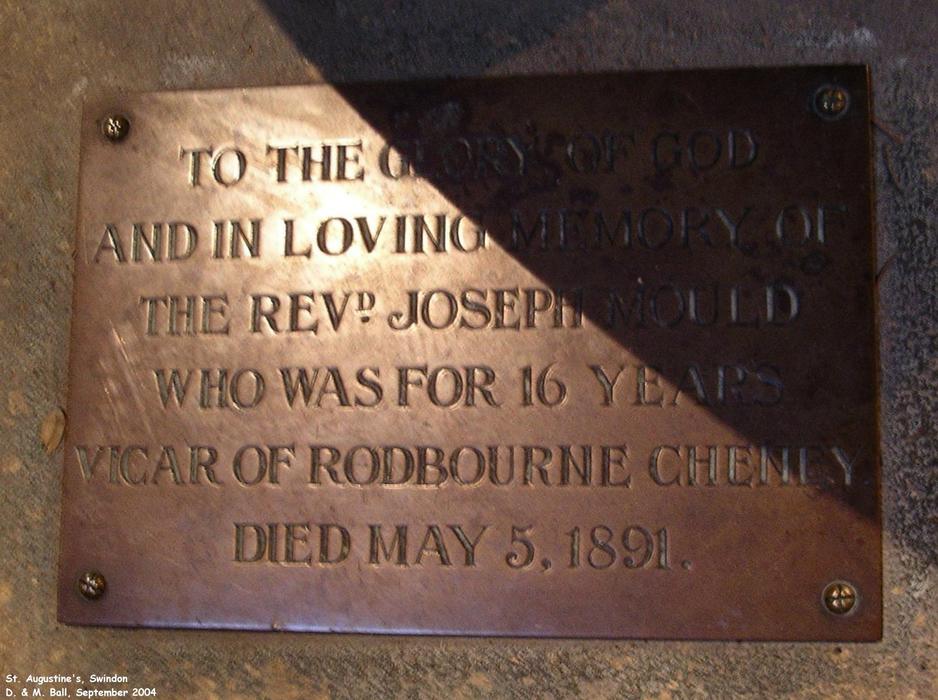 TO THE GLORY OF GOD
AND IN LOVING MEMORY OF
THE REVᴰ. JOSEPH MOULD
WHO WAS FOR 16 YEARS
VICAR OF RODBOURNE CHENEY.
DIED MAY 5, 1891.
St. Augustine's, Swindon
D. & M. Ball, September 2004